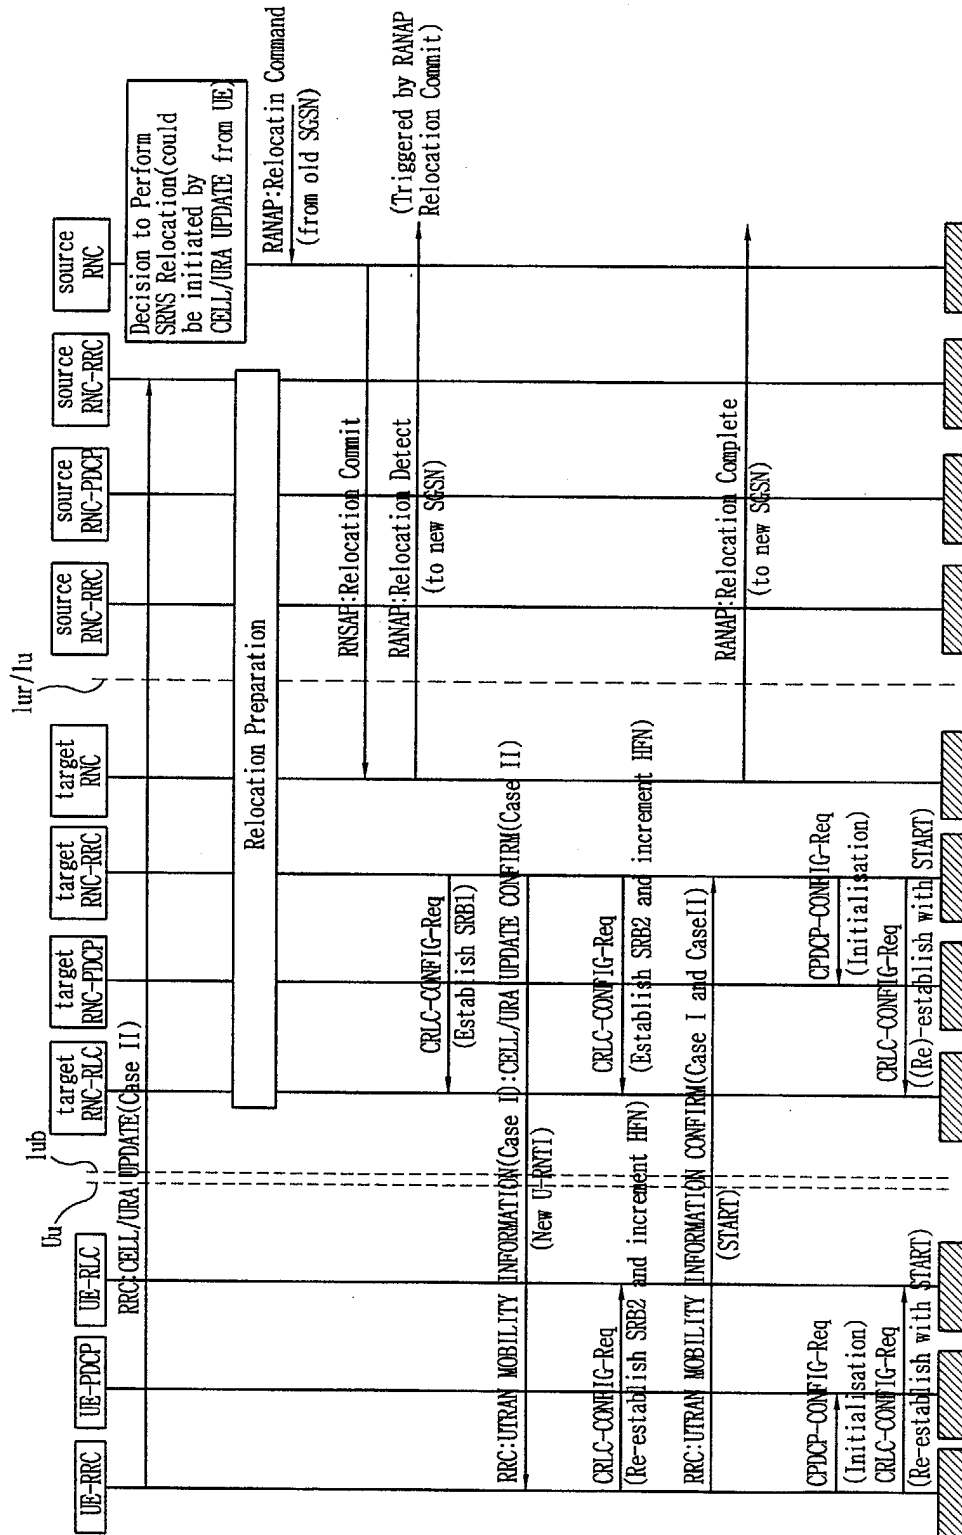 UE-RRC
UE-PDCP
UE-RLC
Uu
Iub
target
RNC-RLC
target
RNC-PDCP
target
RNC-RRC
target
RNC
Iur/Iu
source
RNC-RRC
source
RNC-PDCP
source
RNC-RRC
source
RNC
RRC:CELL/URA UPDATE(Case II)
Decision to Perform
SRNS Relocation(could
be initiated by
CELL/URA UPDATE from UE)
Relocation Preparation
RANAP:Relocatin Command
(from old SGSN)
RNSAP:Relocation Commit
RANAP:Relocation Detect
(to new SGSN)
(Triggered by RANAP
Relocation Commit)
CRLC-CONFIG-Req
(Establish SRB1)
RRC:UTRAN MOBILITY INFORMATION(Case I):CELL/URA UPDATE CONFIRM(Case II)
(New U-RNTI)
CRLC-CONFIG-Req
(Re-establish SRB2 and increment HFN)
CRLC-CONFIG-Req
(Establish SRB2 and increment HFN)
RRC:UTRAN MOBILITY INFORMATION CONFIRM(Case I and CaseII)
(START)
RANAP:Relocation Complete
(to new SGSN)
CPDCP-CONFIG-Req
(Initialisation)
CRLC-CONFIG-Req
(Re-establish with START)
CPDCP-CONFIG-Req
(Initialisation)
CRLC-CONFIG-Req
((Re)-establish with START)